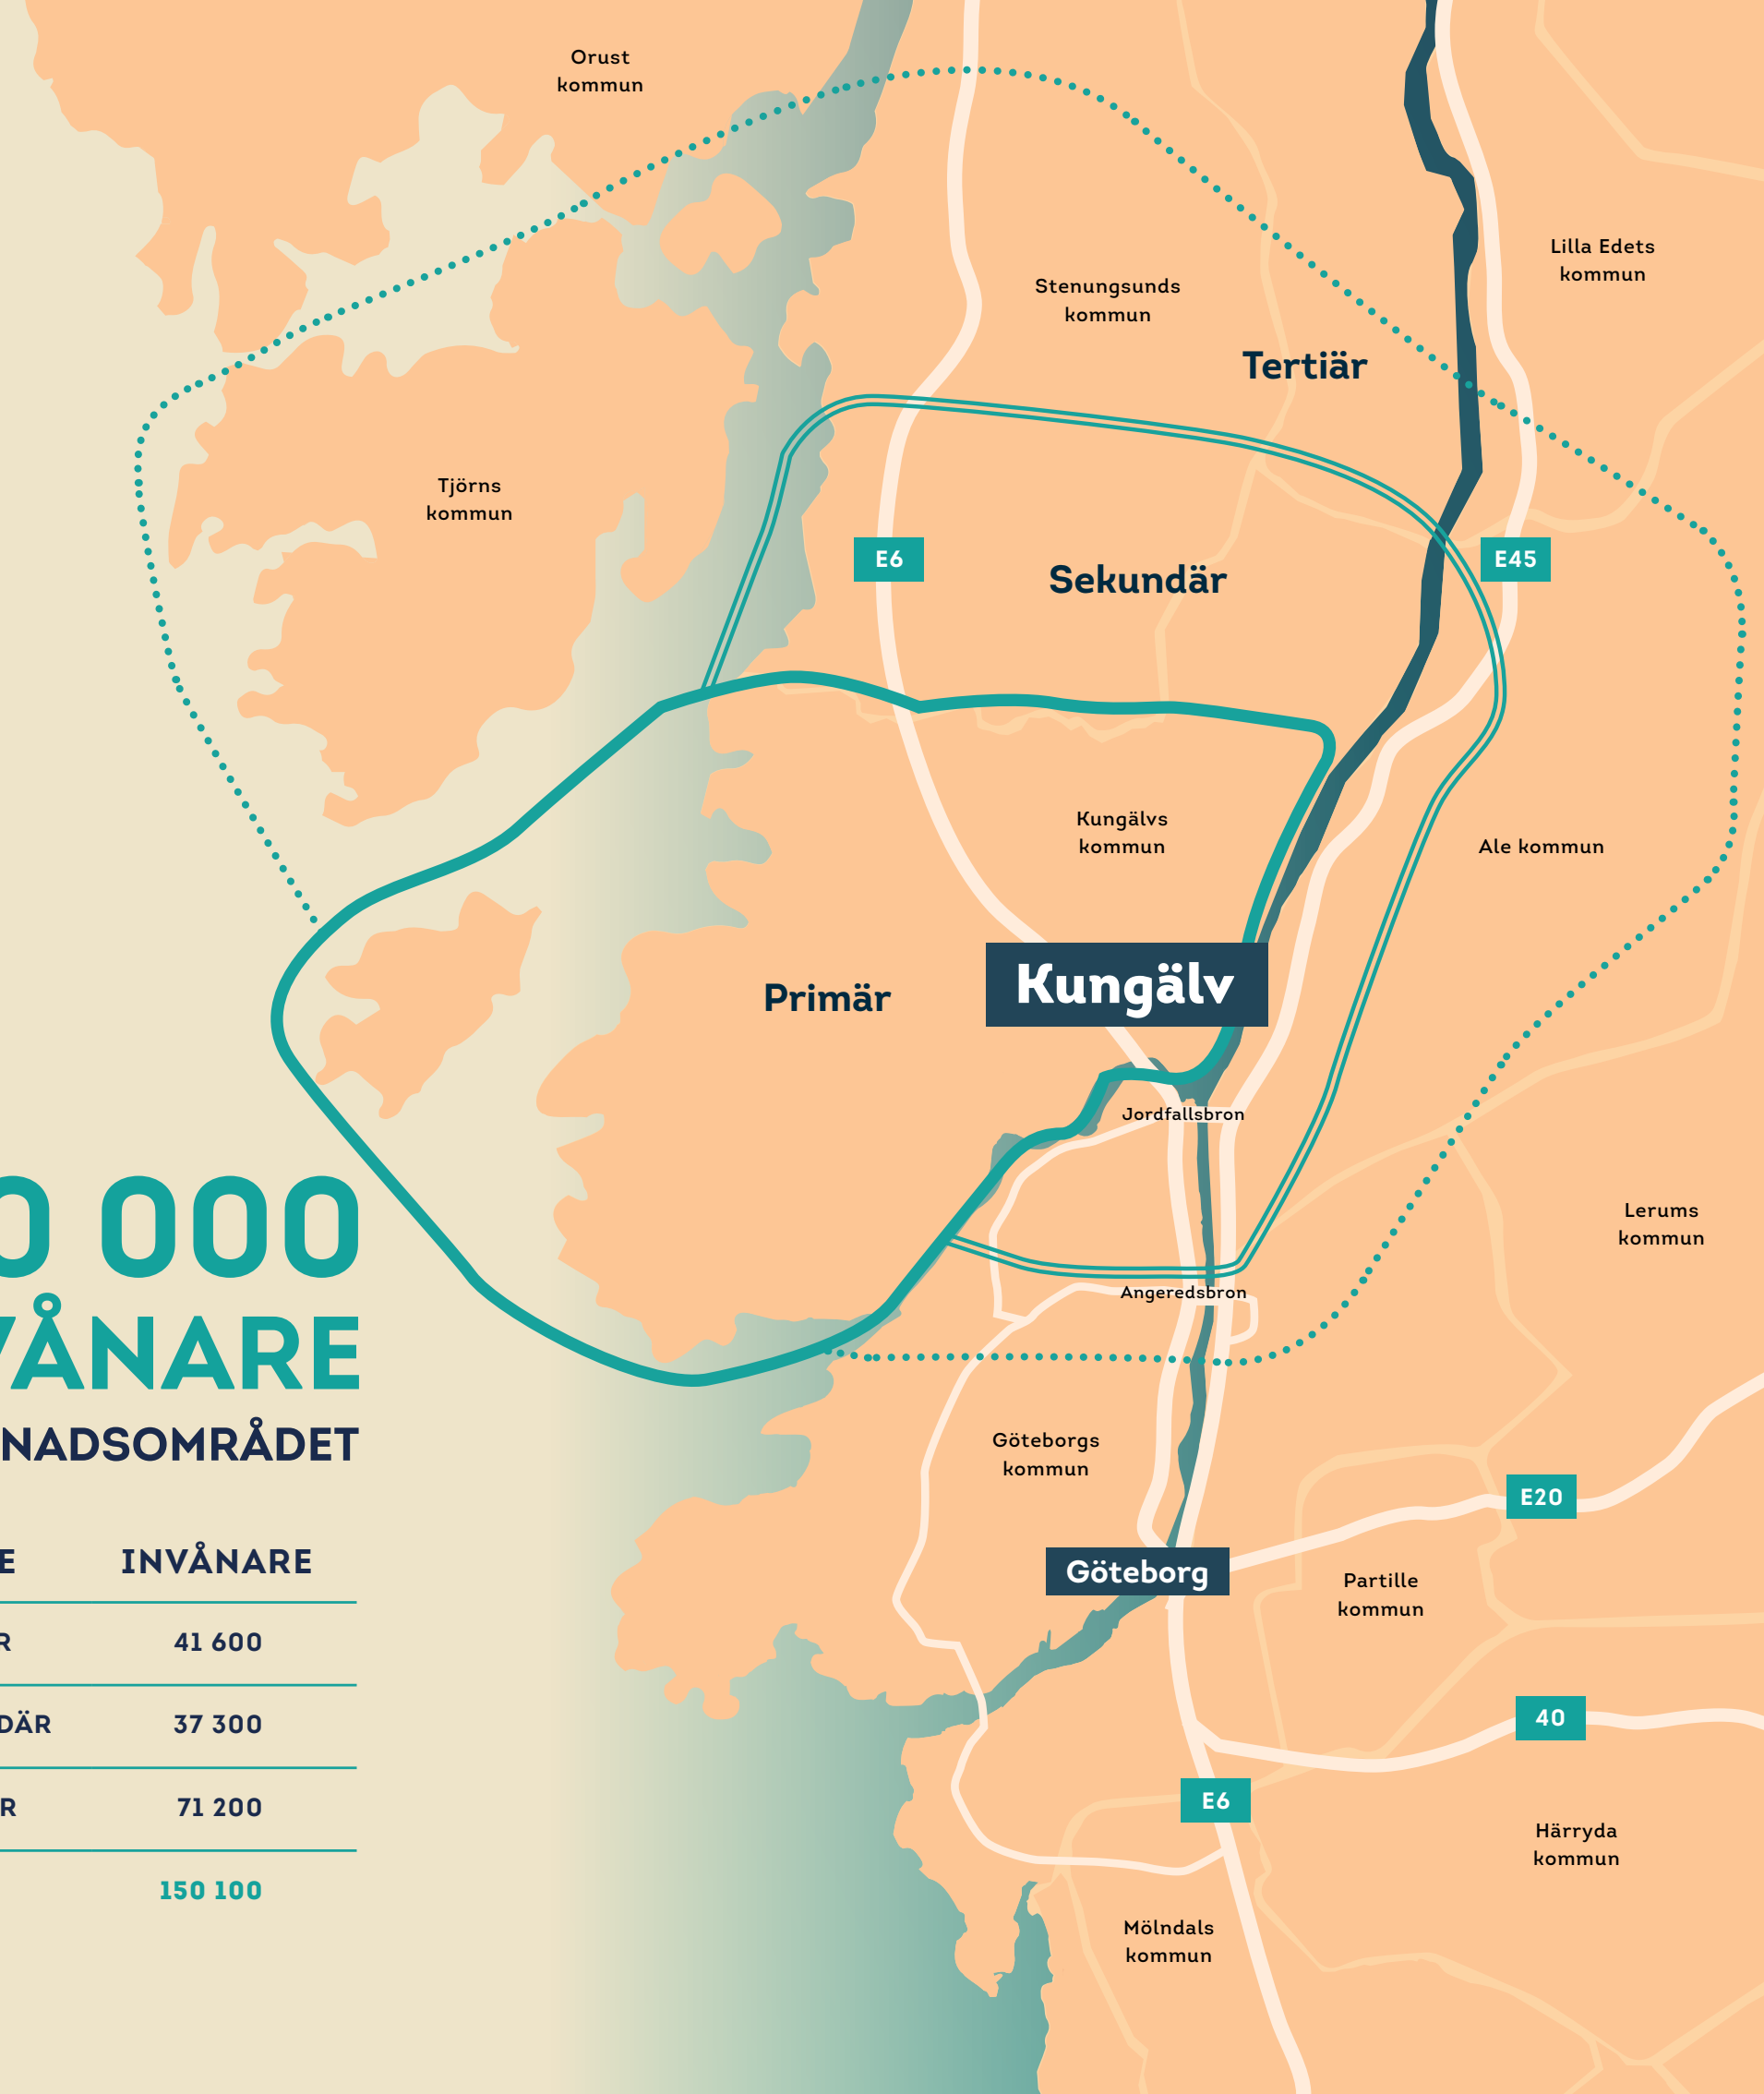 Orust
kommun
Lilla Edets
kommun
Stenungsunds
kommun
Tertiär
Tjörns
kommun
E6
E45
Sekundär
Kungälvs
kommun
Ale kommun
Kungälv
Primär
Jordfallsbron
Lerums
kommun
0 000
VÅNARE
NADSOMRÅDET
Angeredsbron
Göteborgs
kommun
E20
E INVÅNARE
R 41 600
DÄR 37 300
R 71 200
150 100
Göteborg
Partille
kommun
40
E6
Härryda
kommun
Mölndals
kommun